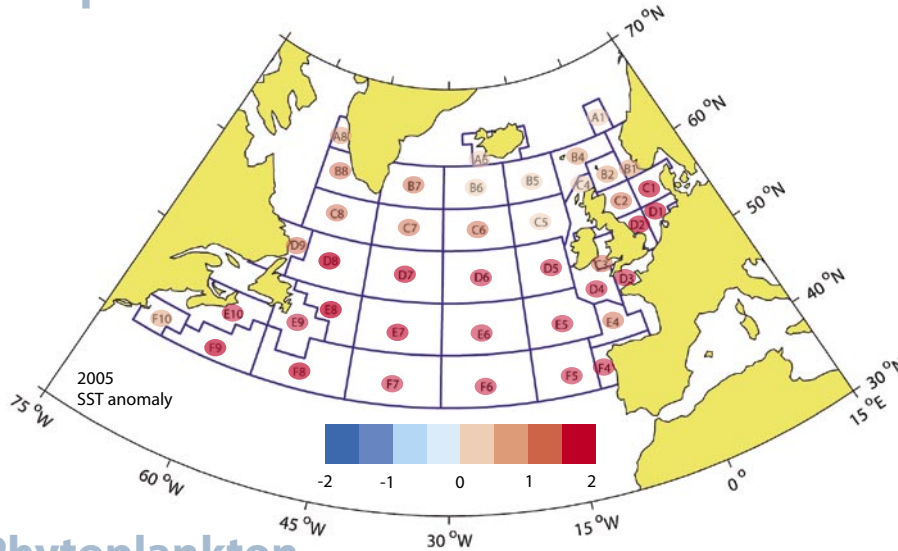 70 °N
60 °N
50 °N
40 °N
30 °N
15 °E
0 °
15 °W
30 °W
45 °W
60 °W
75 °W
A1
A8
A6
B8
B7
B6
B5
B4
B2
B1
C8
C7
C6
C5
C4
C2
C1
D9
D8
D7
D6
D5
C3
D4
D3
D2
D1
F10
E10
E9
E8
E7
E6
E5
E4
F9
F8
F7
F6
F5
F4
2005
SST anomaly
-2 -1 0 1 2
Phytoplankton